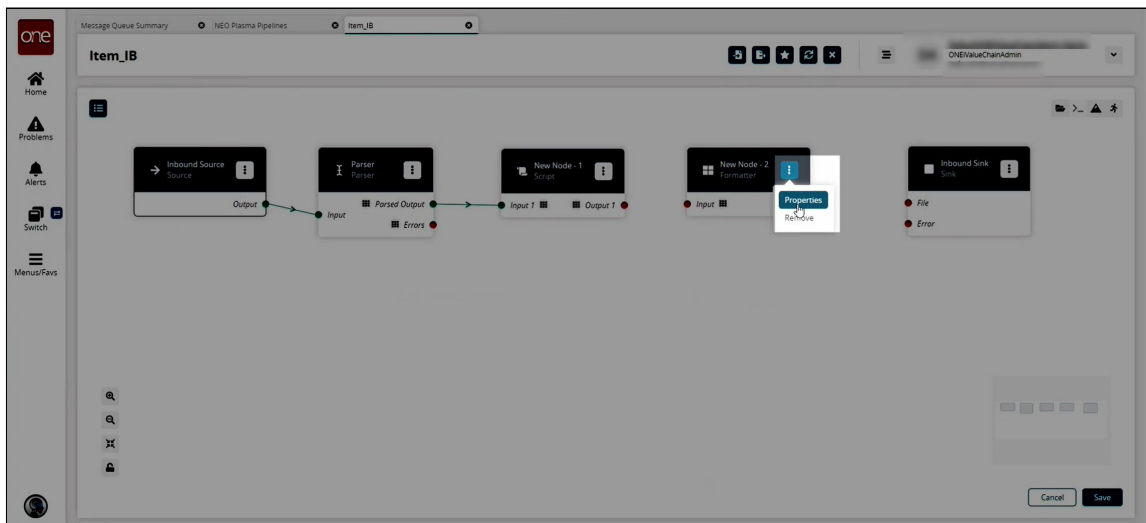 one
Message Queue Summary
NEO Plasma Pipelines
Item_IB
Item_IB
ONEIValueChainAdmin
Home
Problems
Alerts
Switch
Menus/Favs
Inbound Source
Source
Output
Parser
Parser
Input
Parsed Output
Errors
New Node - 1
Script
Input 1
Output 1
New Node - 2
Formatter
Input
Properties
Remove
Inbound Sink
Sink
File
Error
Cancel
Save